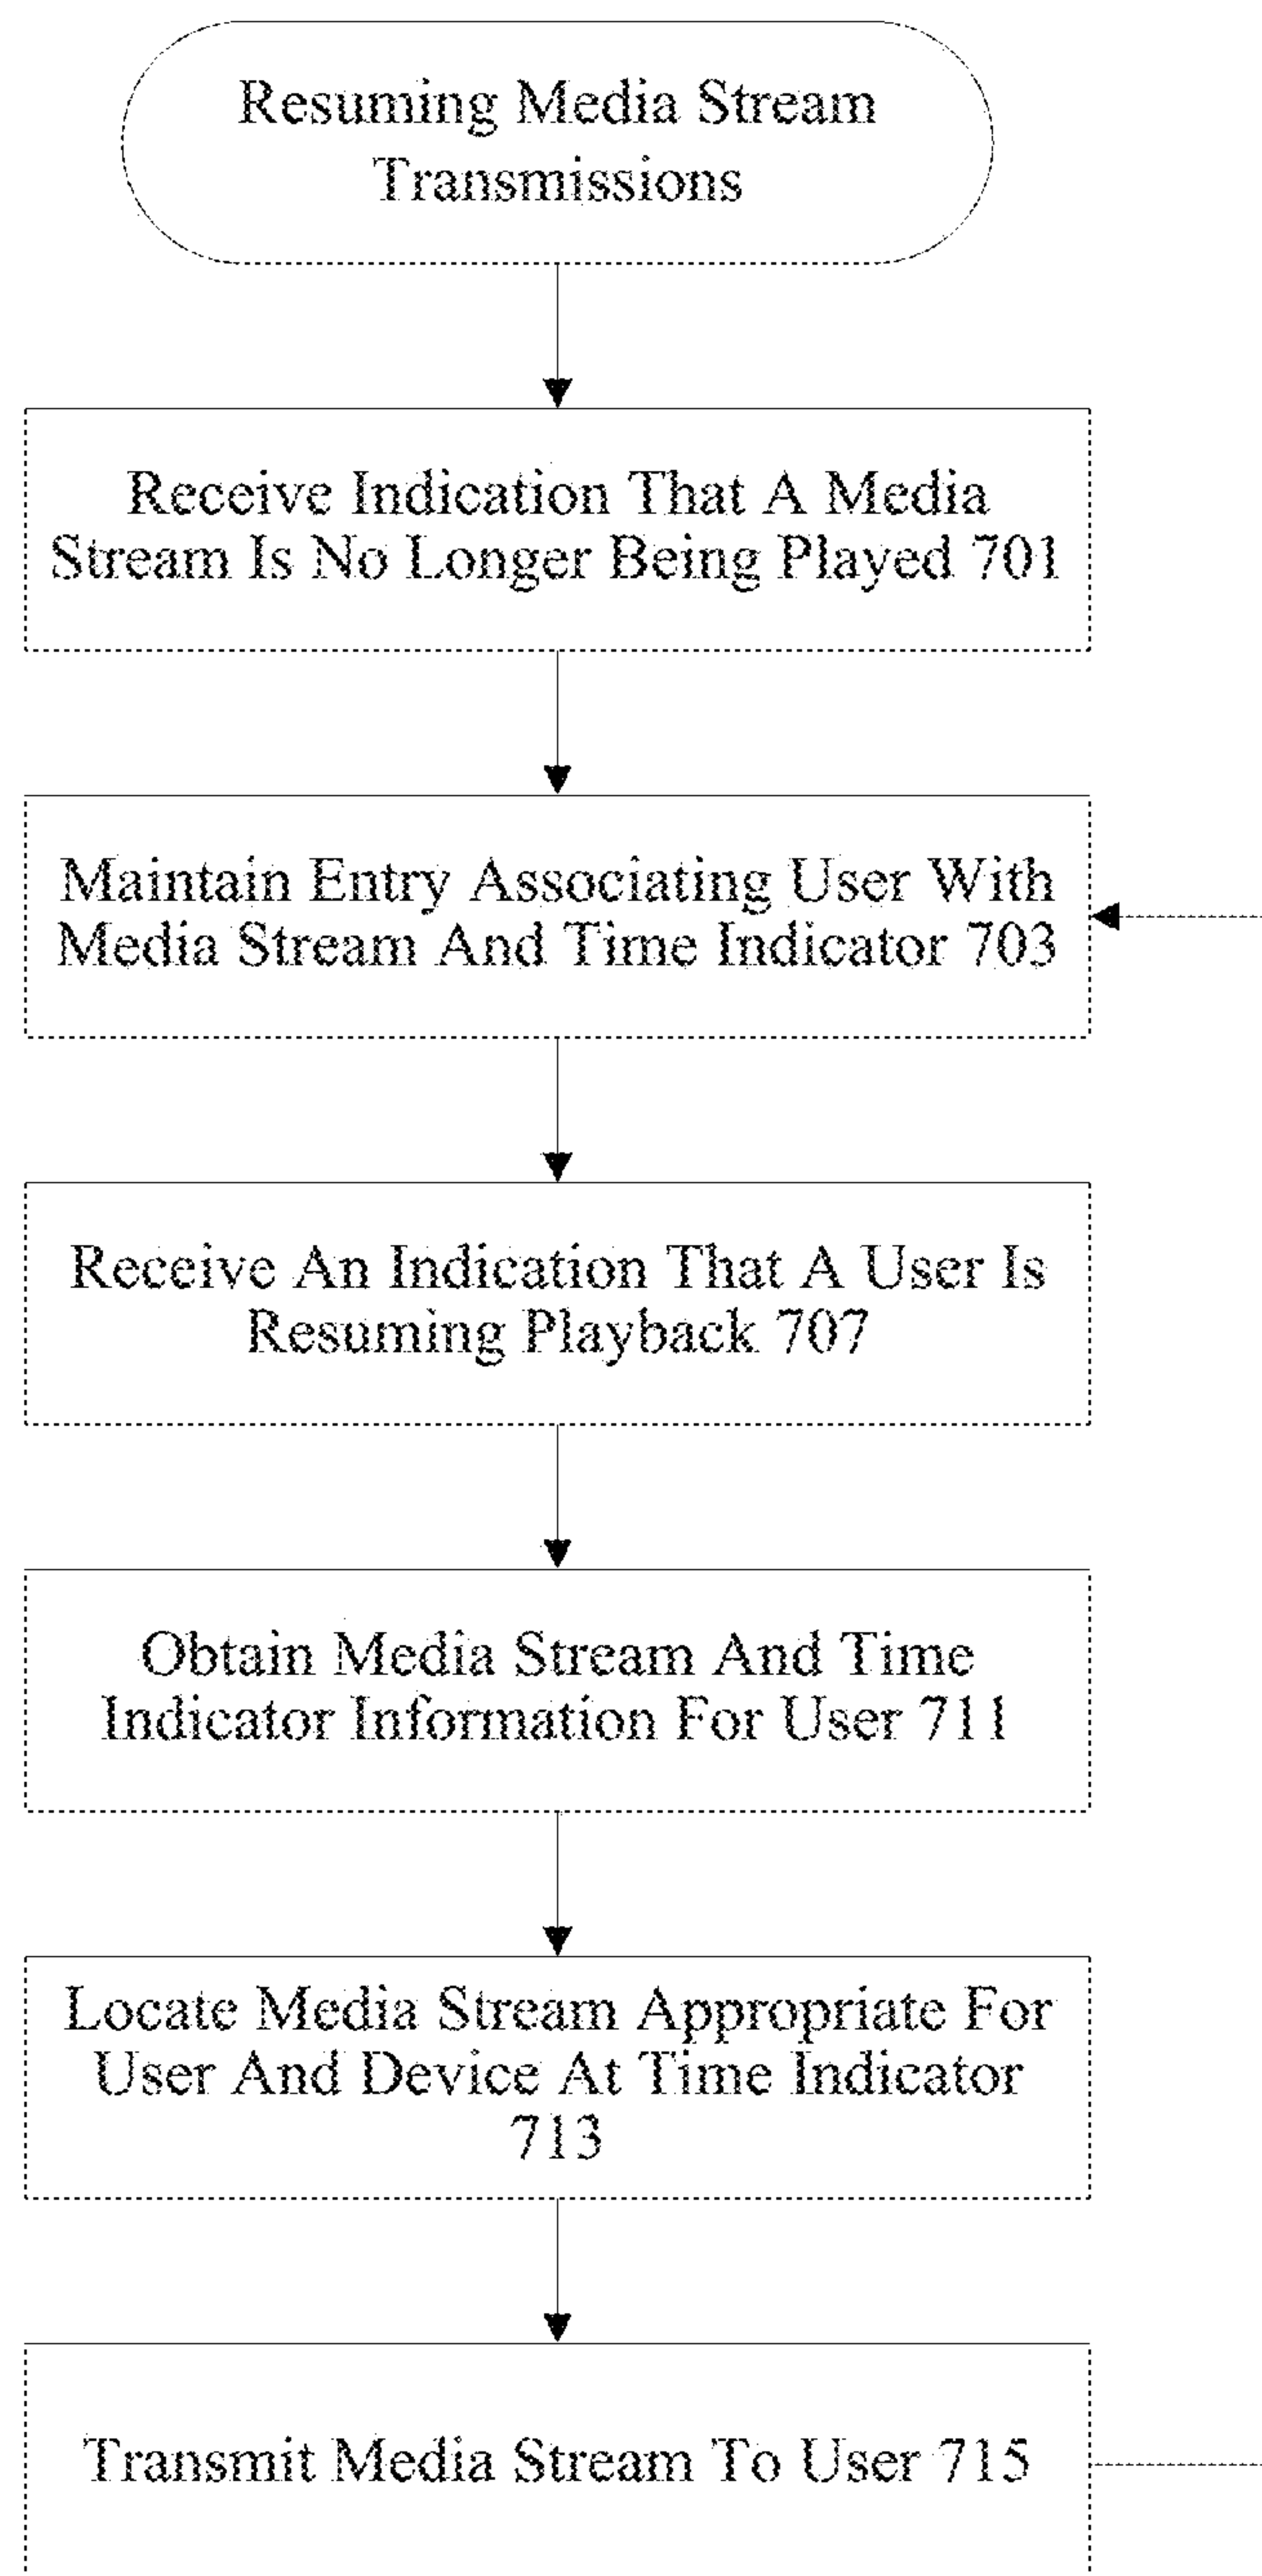 Resuming Media Stream
Transmissions
Receive Indication That A Media
Stream Is No Longer Being Played 701
Maintain Entry Associating User With
Media Stream And Time Indicator 703
Receive An Indication That A User Is
Resuming Playback 707
Obtain Media Stream And Time
Indicator Information For User 711
Locate Media Stream Appropriate For
User And Device At Time Indicator
713
Transmit Media Stream To User 715